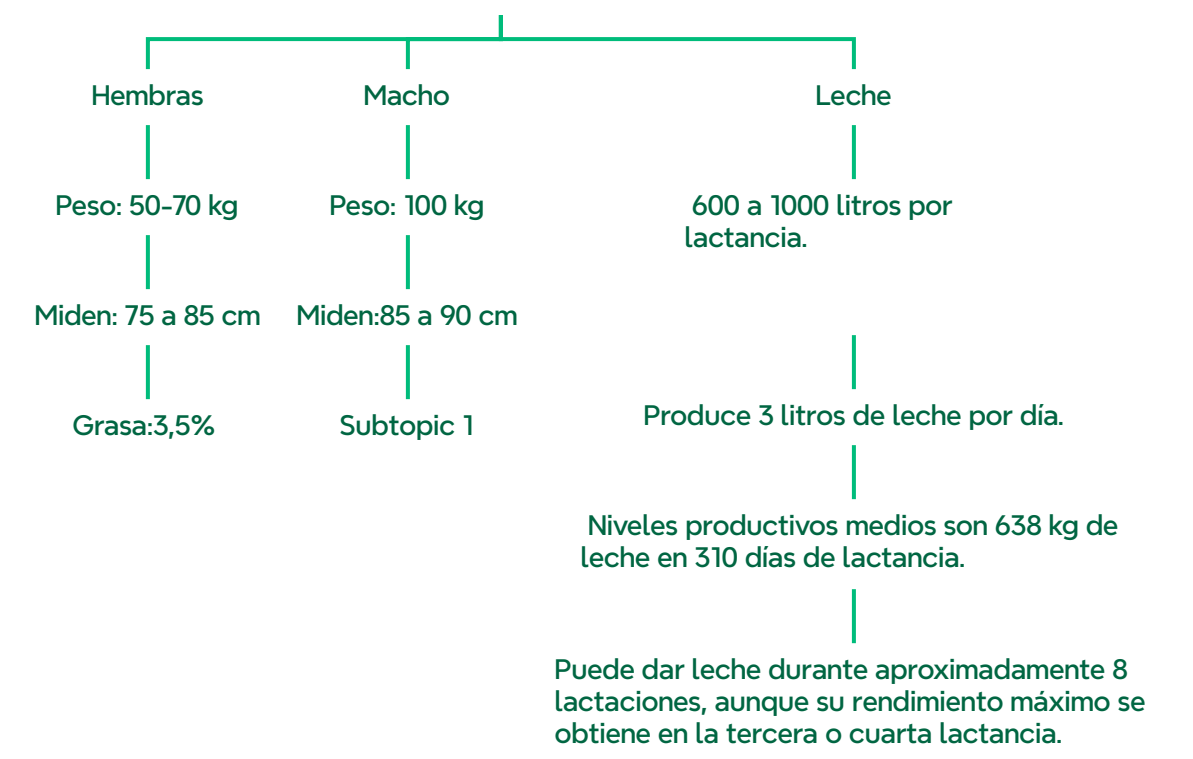 Hembras
Peso: 50-70 kg
Miden: 75 a 85 cm
Grasa:3,5%
Macho
Peso: 100 kg
Miden:85 a 90 cm
Subtopic 1
Leche
600 a 1000 litros por
lactancia.
Produce 3 litros de leche por día.
Niveles productivos medios son 638 kg de
leche en 310 días de lactancia.
Puede dar leche durante aproximadamente 8
lactaciones, aunque su rendimiento máximo se
obtiene en la tercera o cuarta lactancia.